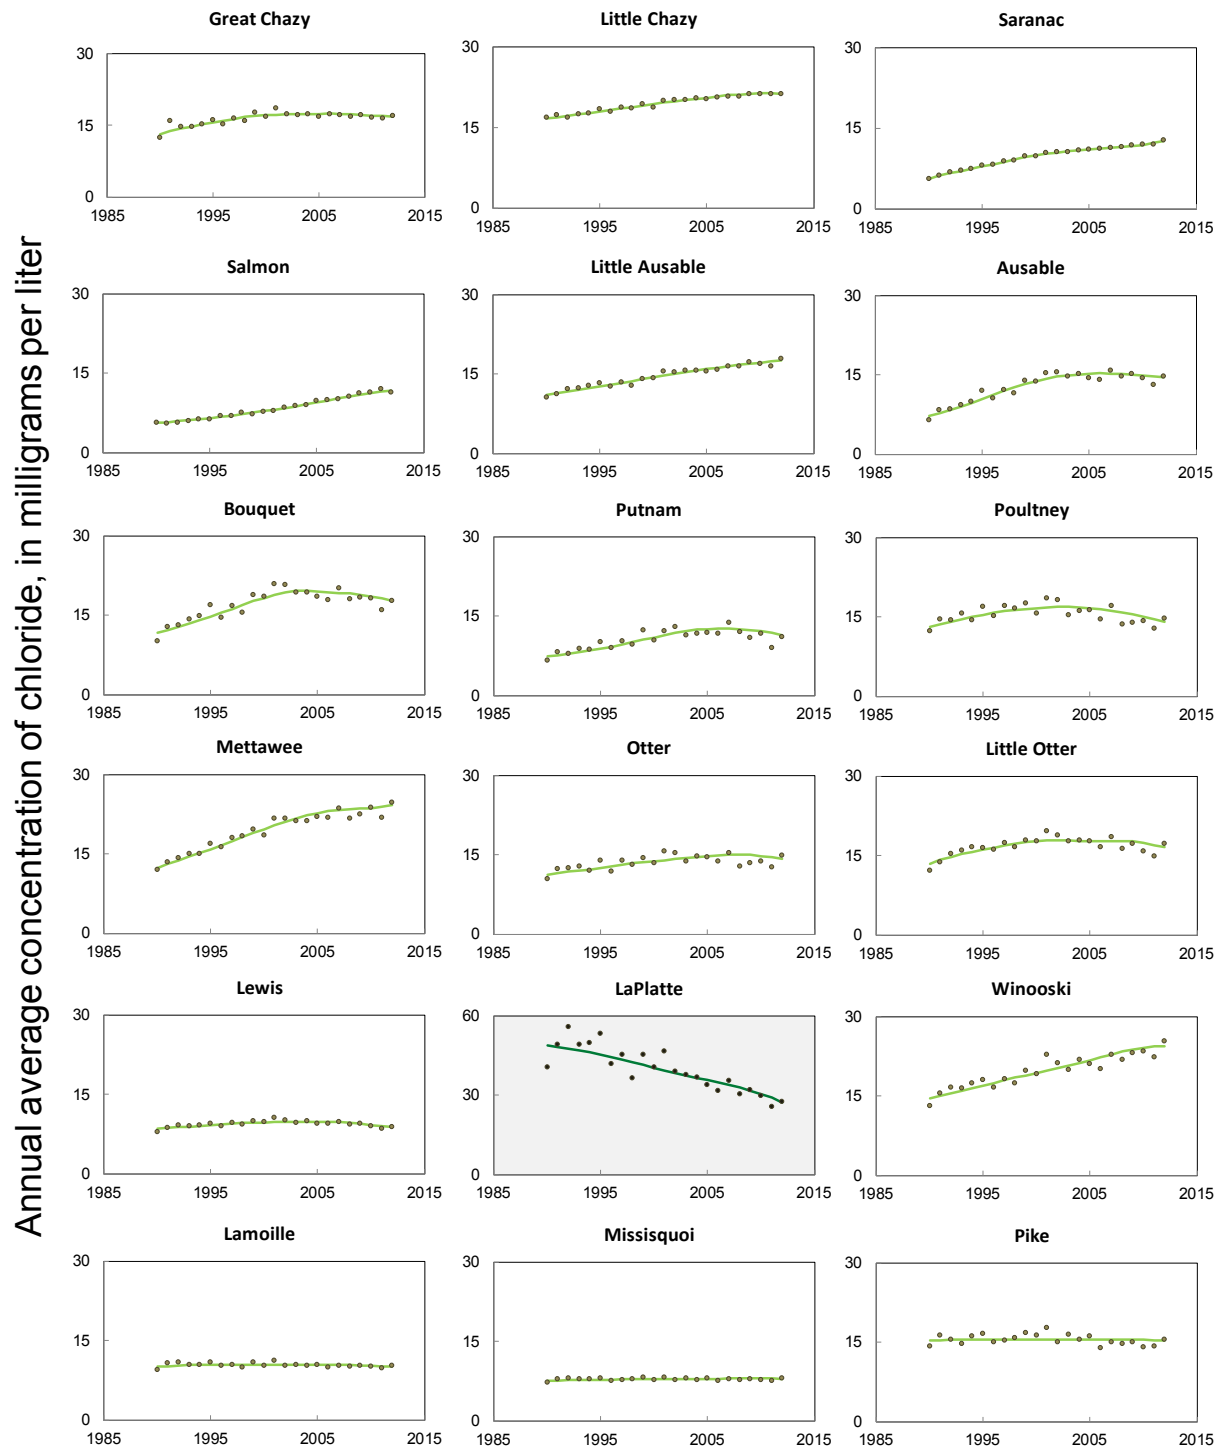 Annual average concentration of chloride, in milligrams per liter
Great Chazy
30
15
0
1985 1995 2005 2015
Little Chazy
30
15
0
1985 1995 2005 2015
Saranac
30
15
0
1985 1995 2005 2015
Salmon
30
15
0
1985 1995 2005 2015
Little Ausable
30
15
0
1985 1995 2005 2015
Ausable
30
15
0
1985 1995 2005 2015
Bouquet
30
15
0
1985 1995 2005 2015
Putnam
30
15
0
1985 1995 2005 2015
Poultney
30
15
0
1985 1995 2005 2015
Mettawee
30
15
0
1985 1995 2005 2015
Otter
30
15
0
1985 1995 2005 2015
Little Otter
30
15
0
1985 1995 2005 2015
Lewis
30
15
0
1985 1995 2005 2015
LaPlatte
60
30
0
1985 1995 2005 2015
Winooski
30
15
0
1985 1995 2005 2015
Lamoille
30
15
0
1985 1995 2005 2015
Missisquoi
30
15
0
1985 1995 2005 2015
Pike
30
15
0
1985 1995 2005 2015